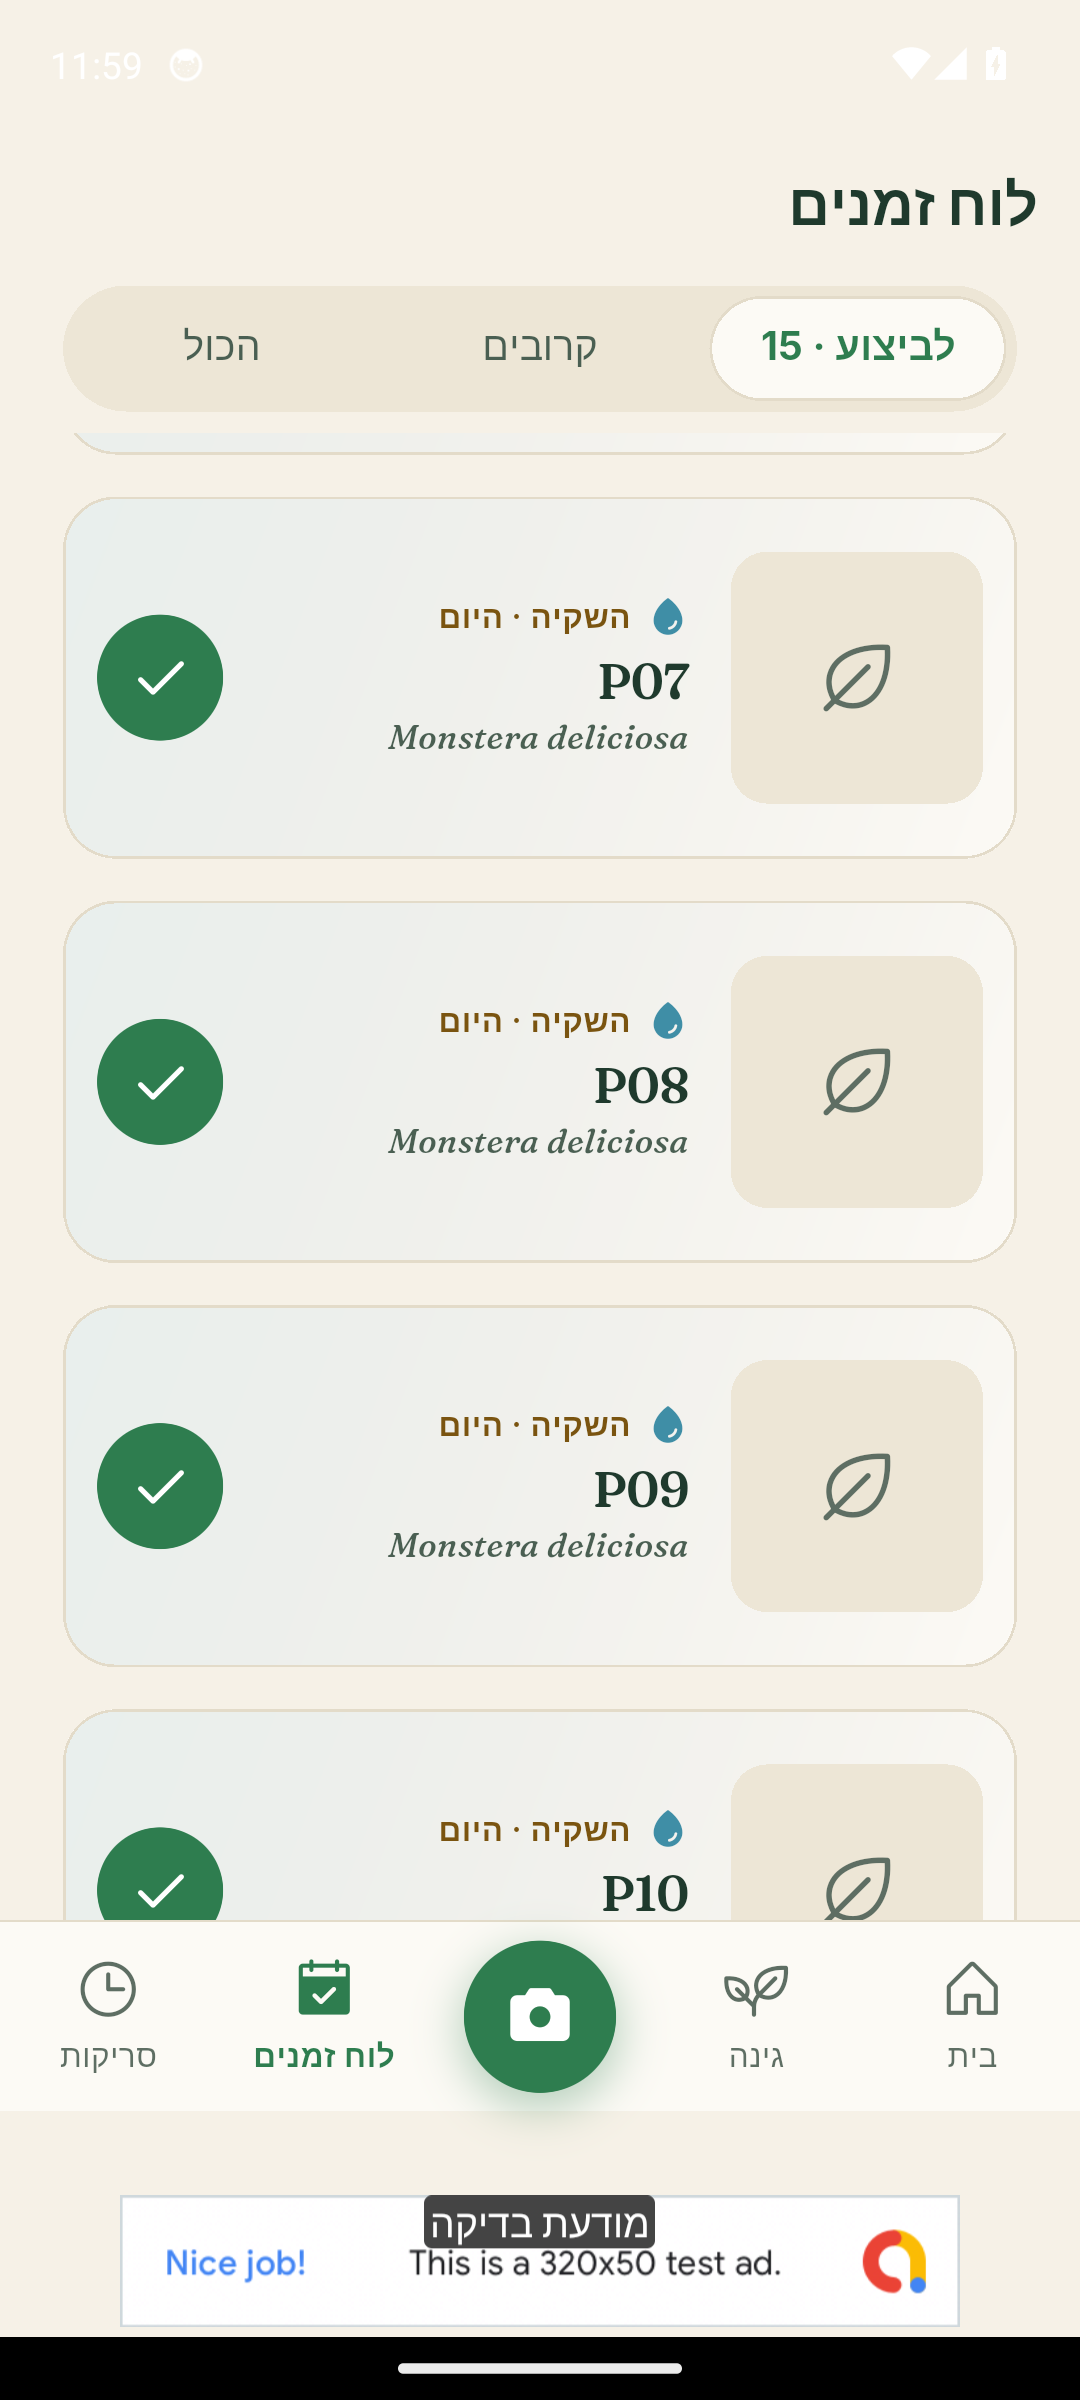 11:59
לוח זמנים
לביצוע · 15
קרובים
הכול
השקיה · היום
P07
Monstera deliciosa
השקיה · היום
P08
Monstera deliciosa
השקיה · היום
P09
Monstera deliciosa
השקיה · היום
P10
בית
גינה
לוח זמנים
סריקות
מודעת בדיקה
Nice job!
This is a 320x50 test ad.